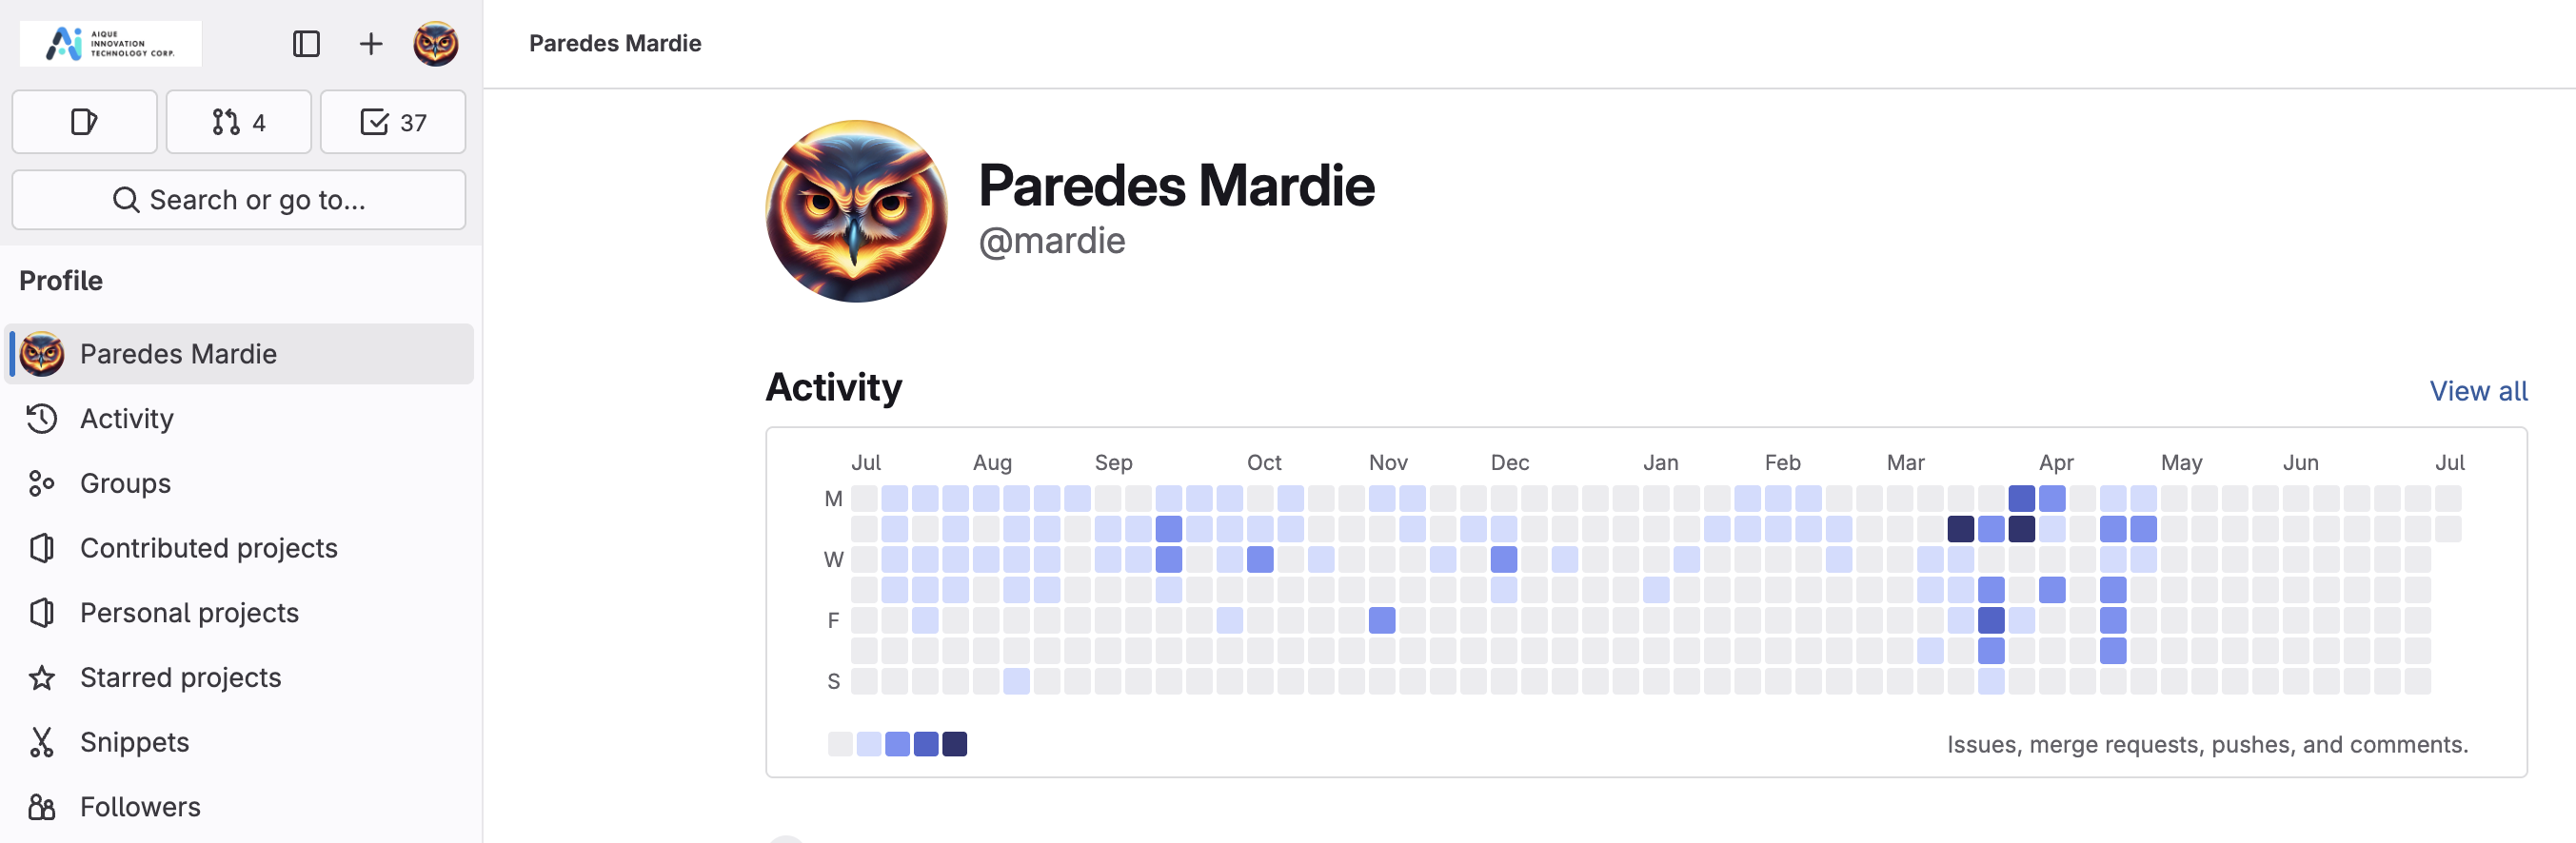 AIQUE
INNOVATION
TECHNOLOGY CORP.
4
37
Search or go to...
Profile
Paredes Mardie
Activity
Groups
Contributed projects
Personal projects
Starred projects
Snippets
Followers
Paredes Mardie
Paredes Mardie
@mardie
Activity
View all
Jul Aug Sep Oct Nov Dec Jan Feb Mar Apr May Jun Jul
M
W
F
S
Issues, merge requests, pushes, and comments.